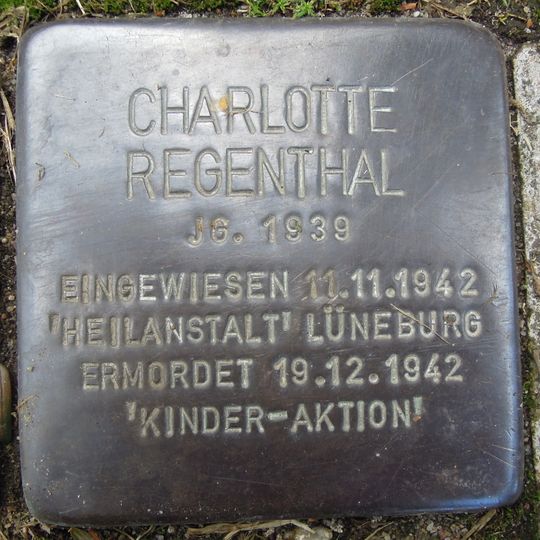 CHARLOTTE
REGENTHAL
JG. 1939
EINGEWIESEN 11.11.1942
'HEILANSTALT' LÜNEBURG
ERMORDET 19.12.1942
'KINDER-AKTION'